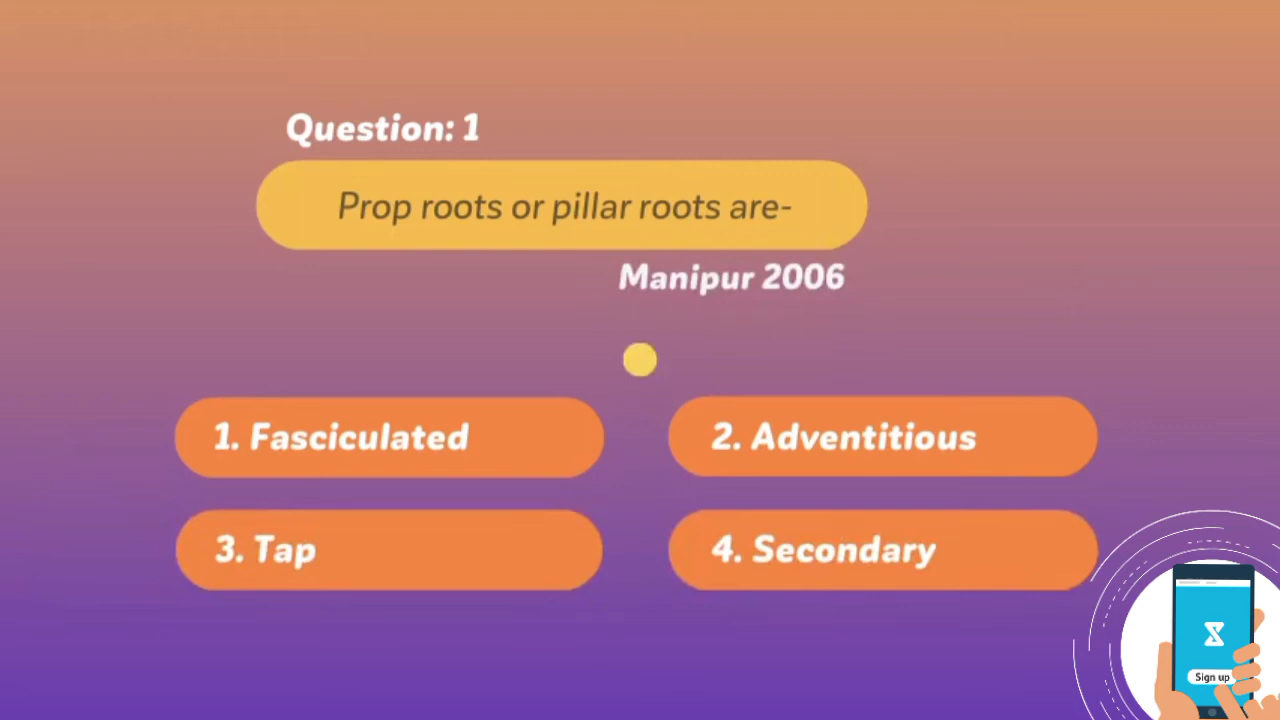 Question: 1
Prop roots or pillar roots are-
Manipur 2006
1. Fasciculated
2. Adventitious
3. Tap
4. Secondary
Sign up